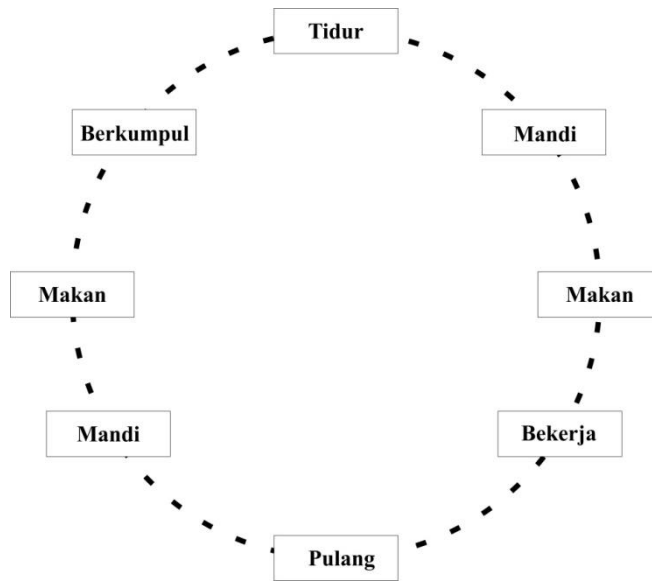 Tidur
Mandi
Makan
Bekerja
Pulang
Mandi
Makan
Berkumpul